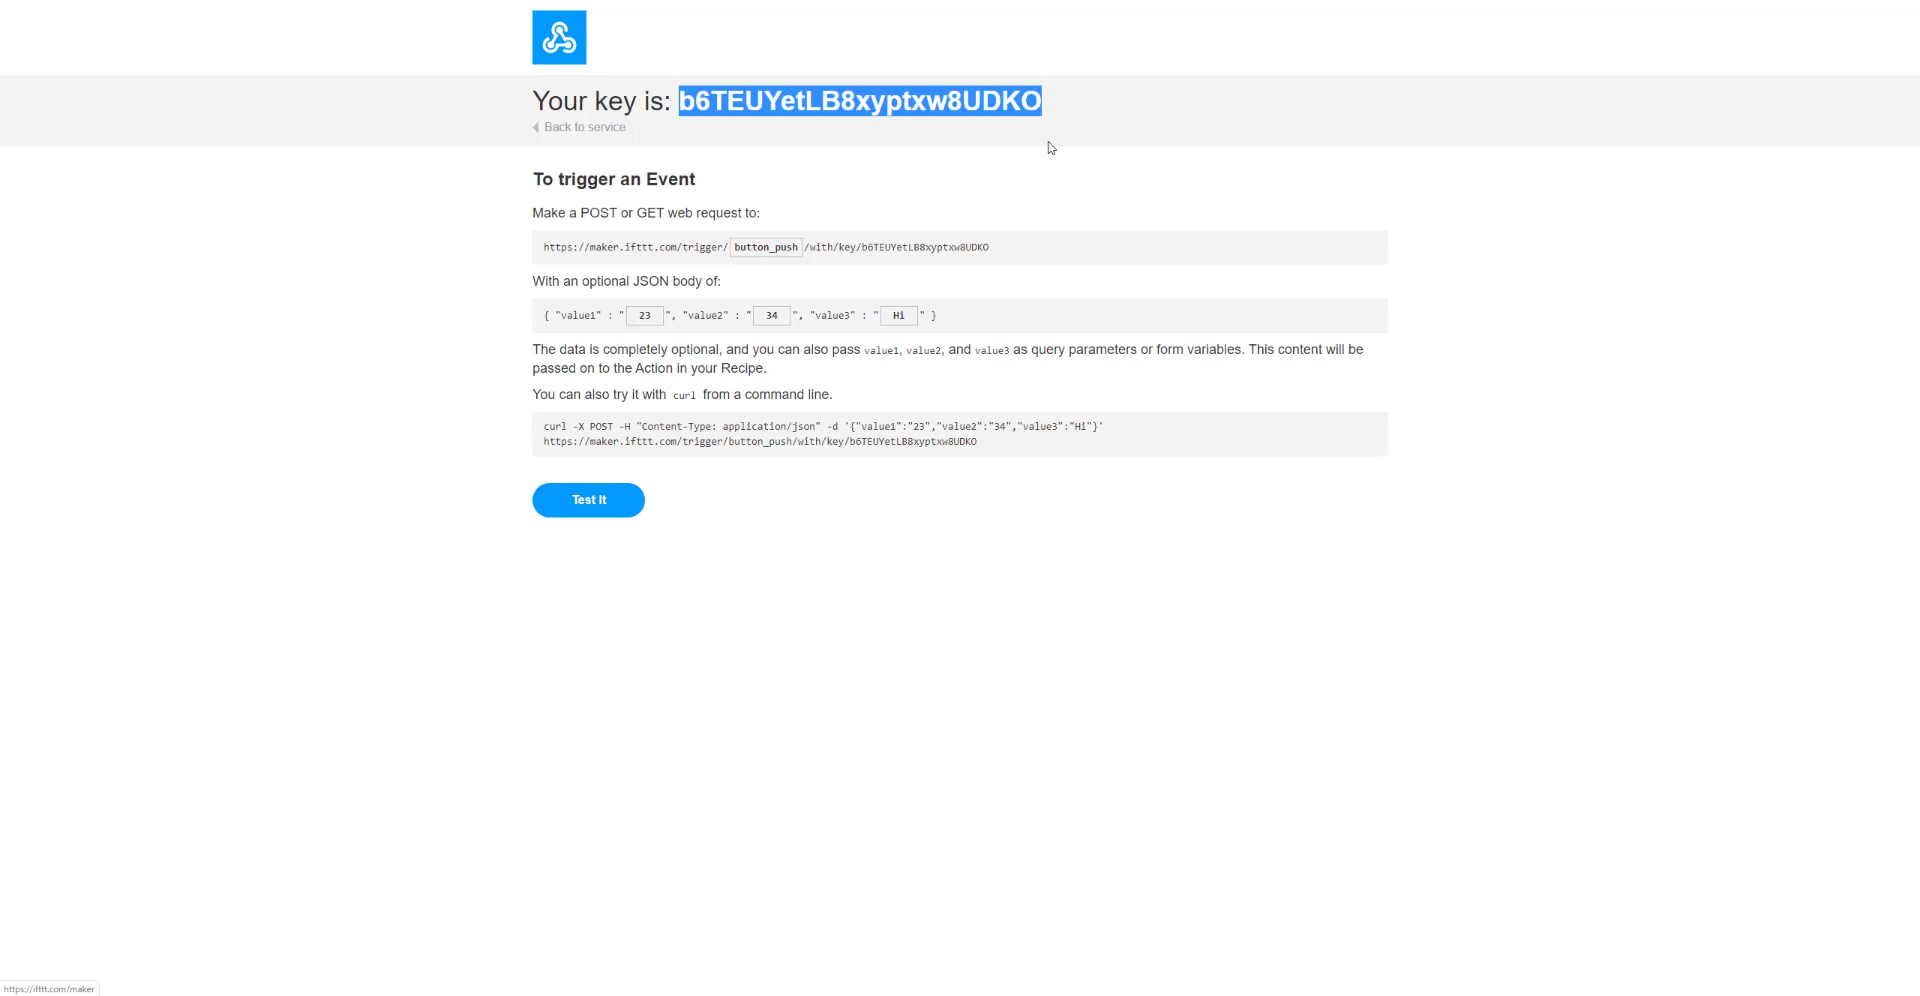 Your key is: b6TEUYetLB8xyptxw8UDKO
Back to service
To trigger an Event
Make a POST or GET web request to:
https://maker.ifttt.com/trigger/ button_push /with/key/b6TEUYetLB8xyptxw8UDKO
With an optional JSON body of:
{ "value1" : " 23 ", "value2" : " 34 ", "value3" : " Hi " }
The data is completely optional, and you can also pass value1, value2, and value3 as query parameters or form variables. This content will be
passed on to the Action in your Recipe.
You can also try it with curl from a command line.
curl -X POST -H "Content-Type: application/json" -d '{"value1":"23","value2":"34","value3":"Hi"}'
https://maker.ifttt.com/trigger/button_push/with/key/b6TEUYetLB8xyptxw8UDKO
Test It
https://ifttt.com/maker